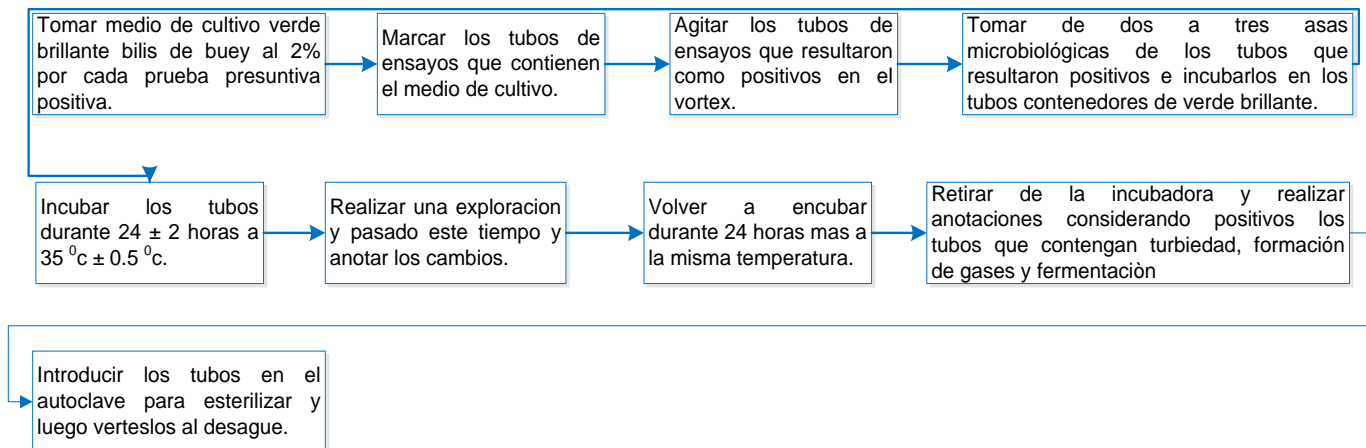 Tomar medio de cultivo verde
brillante bilis de buey al 2%
por cada prueba presuntiva
positiva.
Marcar los tubos de
ensayos que contienen
el medio de cultivo.
Agitar los tubos de
ensayos que resultaron
como positivos en el
vortex.
Tomar de dos a tres asas
microbiológicas de los tubos que
resultaron positivos e incubarlos en los
tubos contenedores de verde brillante.
Incubar los tubos
durante 24 ± 2 horas a
35 ⁰c ± 0.5 ⁰c.
Realizar una exploracion
y pasado este tiempo y
anotar los cambios.
Volver a encubar
durante 24 horas mas a
la misma temperatura.
Retirar de la incubadora y realizar
anotaciones considerando positivos los
tubos que contengan turbiedad, formación
de gases y fermentaciòn
Introducir los tubos en el
autoclave para esterilizar y
luego verteslos al desague.